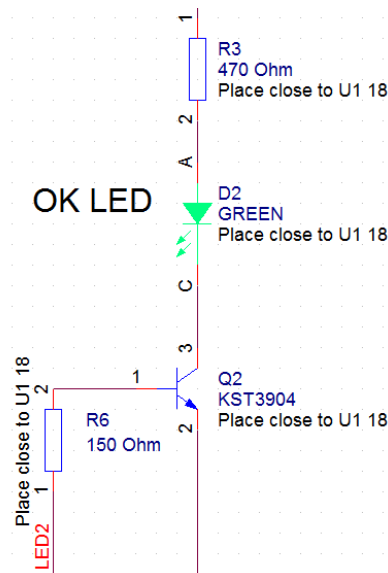 1
R3
470 Ohm
Place close to U1 18
2
A
OK LED
D2
GREEN
Place close to U1 18
C
3
1
Q2
KST3904
Place close to U1 18
2
Place close to U1 18
2
R6
150 Ohm
1
LED2